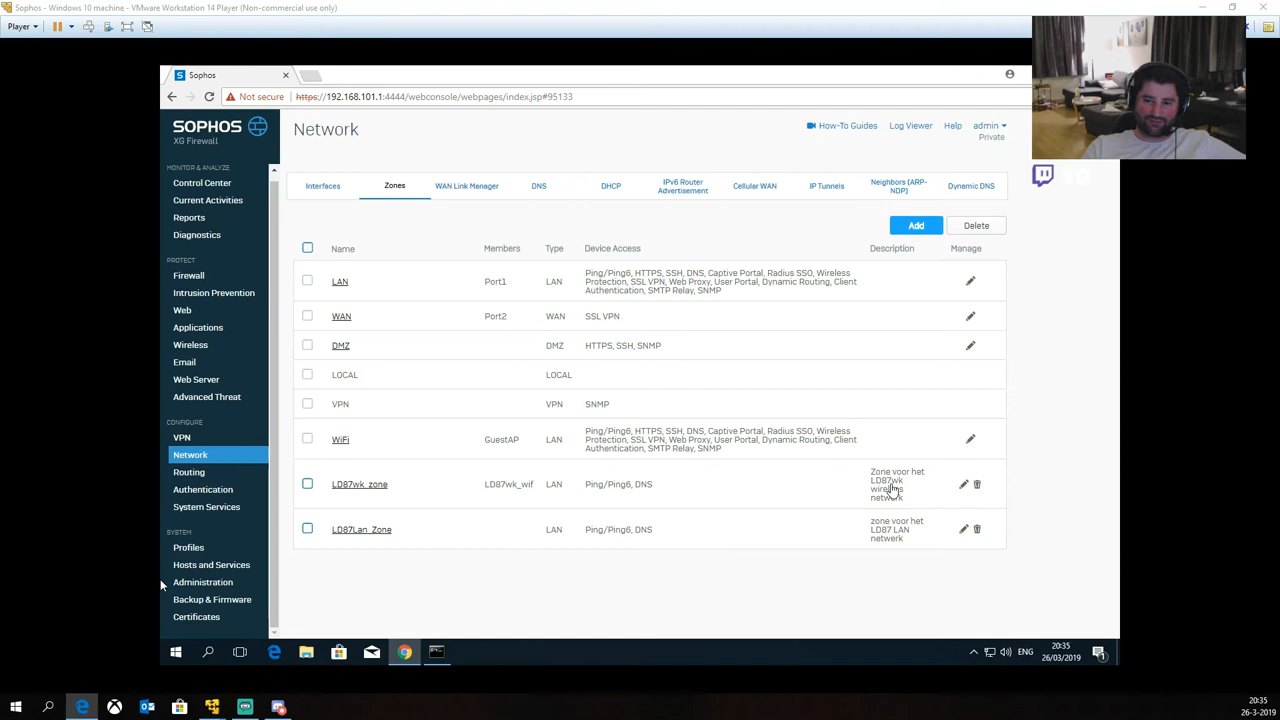 Sophos - Windows 10 machine - VMware Workstation 14 Player (Non-commercial use only)
Player
Sophos
Not secure
https://192.168.101.1:4444/webconsole/webpages/index.jsp#95133
SOPHOS
XG Firewall
Network
How-To Guides
Log Viewer
Help
admin
Private
MONITOR & ANALYZE
Control Center
Current Activities
Reports
Diagnostics
PROTECT
Firewall
Intrusion Prevention
Web
Applications
Wireless
Email
Web Server
Advanced Threat
CONFIGURE
VPN
Network
Routing
Authentication
System Services
SYSTEM
Profiles
Hosts and Services
Administration
Backup & Firmware
Certificates
Interfaces
Zones
WAN Link Manager
DNS
DHCP
IPv6 Router
Advertisement
Cellular WAN
IP Tunnels
Neighbors (ARP-
NDP)
Dynamic DNS
Add
Delete
Name Members Type Device Access Description Manage
LAN Port1 LAN
Ping/Ping6, HTTPS, SSH, DNS, Captive Portal, Radius SSO, Wireless
Protection, SSL VPN, Web Proxy, User Portal, Dynamic Routing, Client
Authentication, SMTP Relay, SNMP
WAN Port2 WAN SSL VPN
DMZ DMZ HTTPS, SSH, SNMP
LOCAL LOCAL
VPN VPN SNMP
WiFi GuestAP LAN
Ping/Ping6, HTTPS, SSH, DNS, Captive Portal, Radius SSO, Wireless
Protection, SSL VPN, Web Proxy, User Portal, Dynamic Routing, Client
Authentication, SMTP Relay, SNMP
LD87wk_zone LD87wk_wif LAN Ping/Ping6, DNS
Zone voor het
LD87wk
wireless
netwerk
LD87Lan_Zone LAN Ping/Ping6, DNS
zone voor het
LD87 LAN
netwerk
ENG
20:35
26/03/2019
20:35
26-3-2019